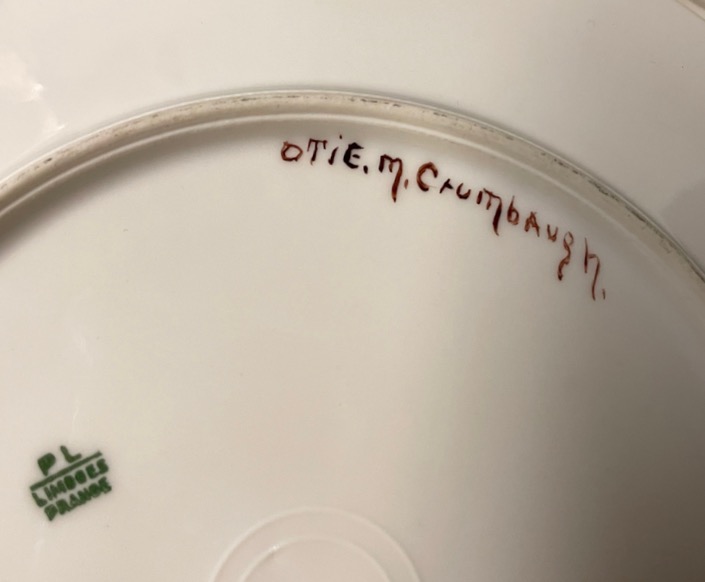 OTiE. M. Crumbaugh.
PL
LIMOGES
FRANCE